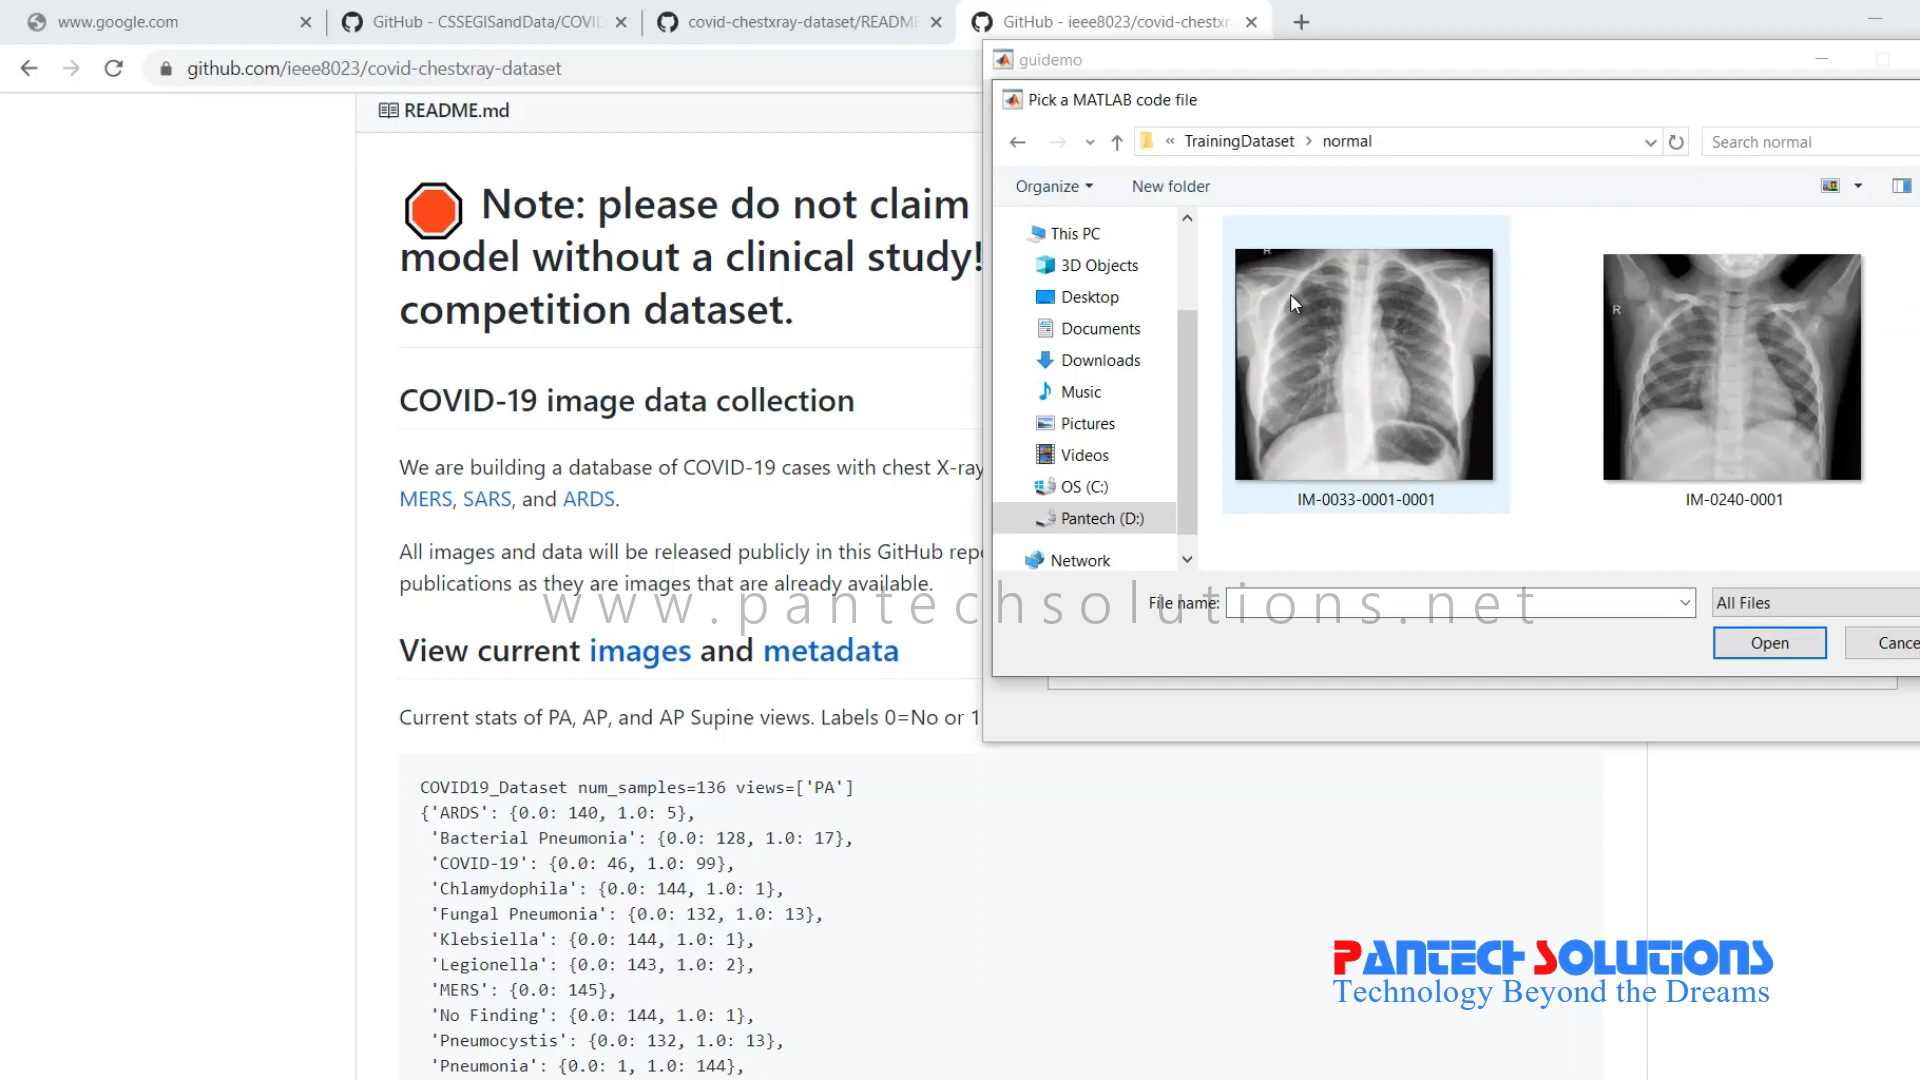 www.google.com
GitHub - CSSEGISandData/COVID
covid-chestxray-dataset/README
GitHub - ieee8023/covid-chestxr
github.com/ieee8023/covid-chestxray-dataset
README.md
Note: please do not claim
model without a clinical study!
competition dataset.
COVID-19 image data collection
We are building a database of COVID-19 cases with chest X-ray
MERS, SARS, and ARDS.
All images and data will be released publicly in this GitHub repo
publications as they are images that are already available.
View current images and metadata
Current stats of PA, AP, and AP Supine views. Labels 0=No or 1
COVID19_Dataset num_samples=136 views=['PA']
{'ARDS': {0.0: 140, 1.0: 5},
'Bacterial Pneumonia': {0.0: 128, 1.0: 17},
'COVID-19': {0.0: 46, 1.0: 99},
'Chlamydophila': {0.0: 144, 1.0: 1},
'Fungal Pneumonia': {0.0: 132, 1.0: 13},
'Klebsiella': {0.0: 144, 1.0: 1},
'Legionella': {0.0: 143, 1.0: 2},
'MERS': {0.0: 145},
'No Finding': {0.0: 144, 1.0: 1},
'Pneumocystis': {0.0: 132, 1.0: 13},
'Pneumonia': {0.0: 1, 1.0: 144},
guidemo
Pick a MATLAB code file
« TrainingDataset > normal
Search normal
Organize
New folder
This PC
3D Objects
Desktop
Documents
Downloads
Music
Pictures
Videos
OS (C:)
Pantech (D:)
Network
R
IM-0033-0001-0001
R
IM-0240-0001
File name:
All Files
Open
Cance
www.pantechsolutions.net
PANTECH SOLUTIONS
Technology Beyond the Dreams